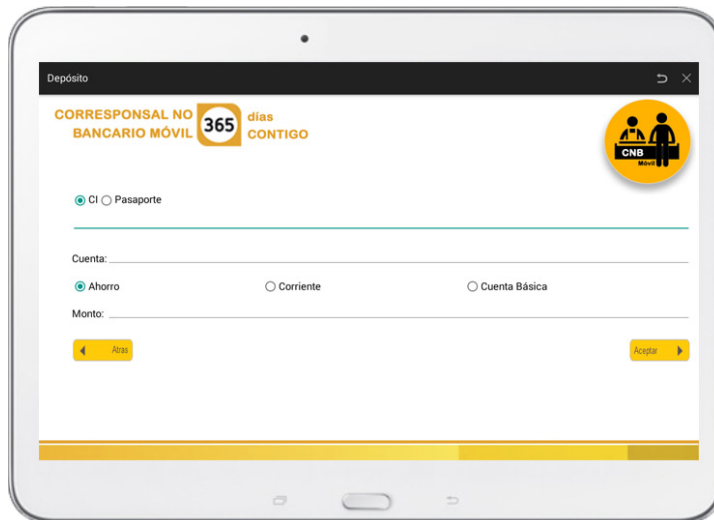 Depósito
CORRESPONSAL NO
BANCARIO MÓVIL
365
días
CONTIGO
CNB
Móvil
CI
Pasaporte
Cuenta:
Ahorro
Corriente
Cuenta Básica
Monto:
Atras
Aceptar